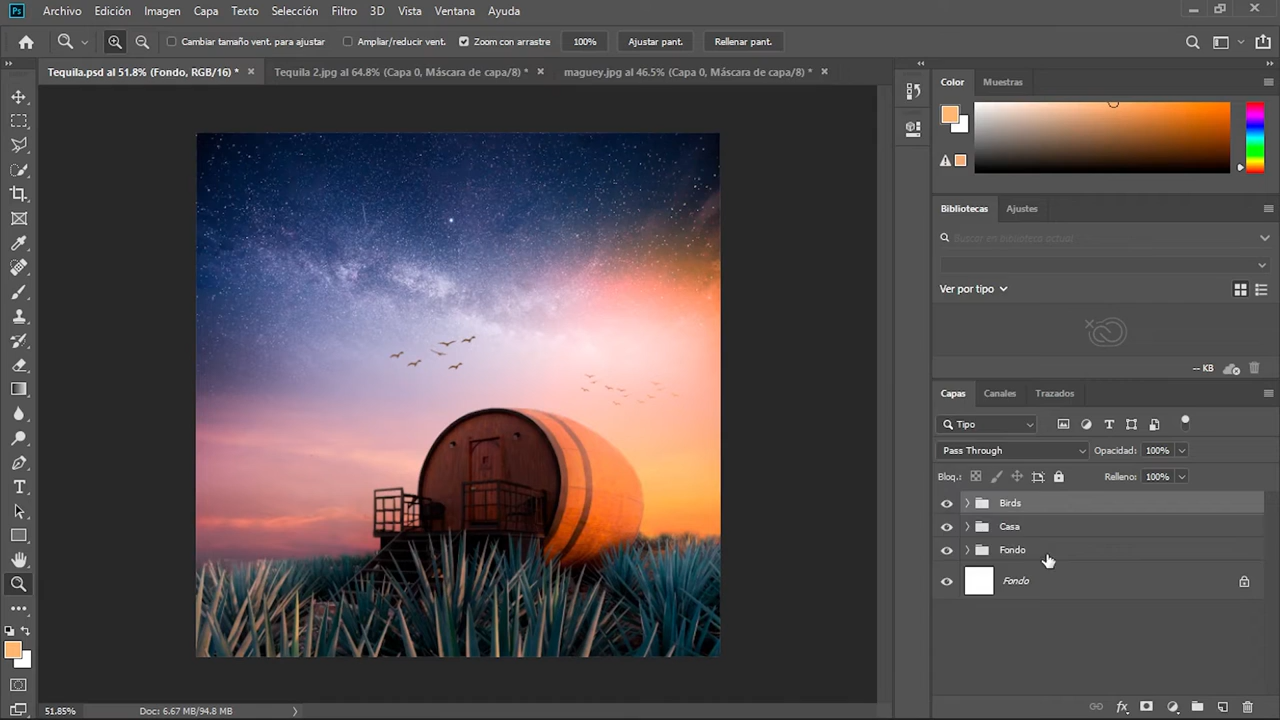 Ps Archivo Edición Imagen Capa Texto Selección Filtro 3D Vista Ventana Ayuda
Cambiar tamaño vent. para ajustar Ampliar/reducir vent. Zoom con arrastre 100% Ajustar pant. Rellenar pant.
Tequila.psd al 51.8% (Fondo, RGB/16) * × Tequila 2.jpg al 64.8% (Capa 0, Máscara de capa/8) * × maguey.jpg al 46.5% (Capa 0, Máscara de capa/8) * ×
Color Muestras
Bibliotecas Ajustes
Buscar en biblioteca actual
Ver por tipo
-- KB
Capas Canales Trazados
Tipo
Pass Through Opacidad: 100%
Bloq.: Relleno: 100%
Birds
Casa
Fondo
Fondo
51.85% Doc: 6.67 MB/94.8 MB